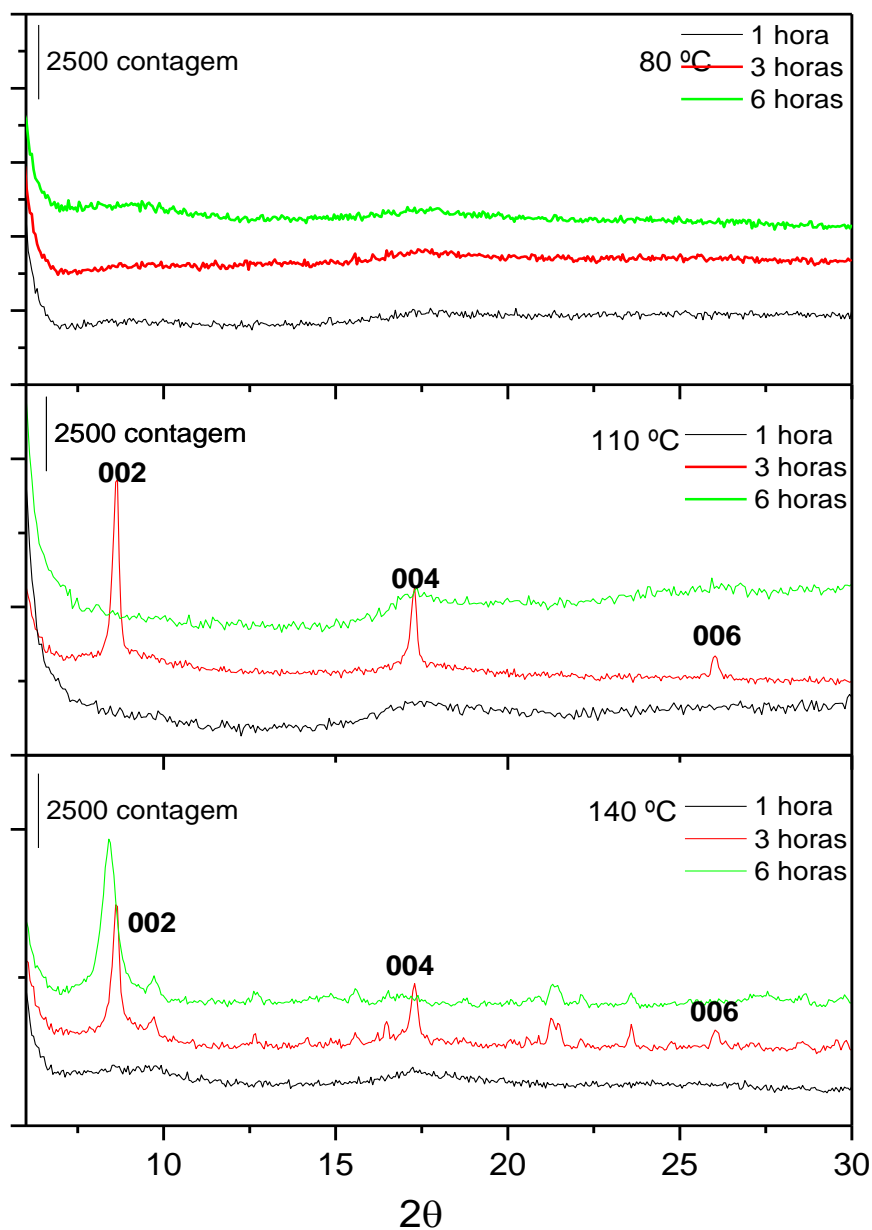 2500 contagem
80 ºC
1 hora
3 horas
6 horas
2500 contagem
110 ºC
1 hora
3 horas
6 horas
002
004
006
2500 contagem
140 ºC
1 hora
3 horas
6 horas
002
004
006
10 15 20 25 30
2θ